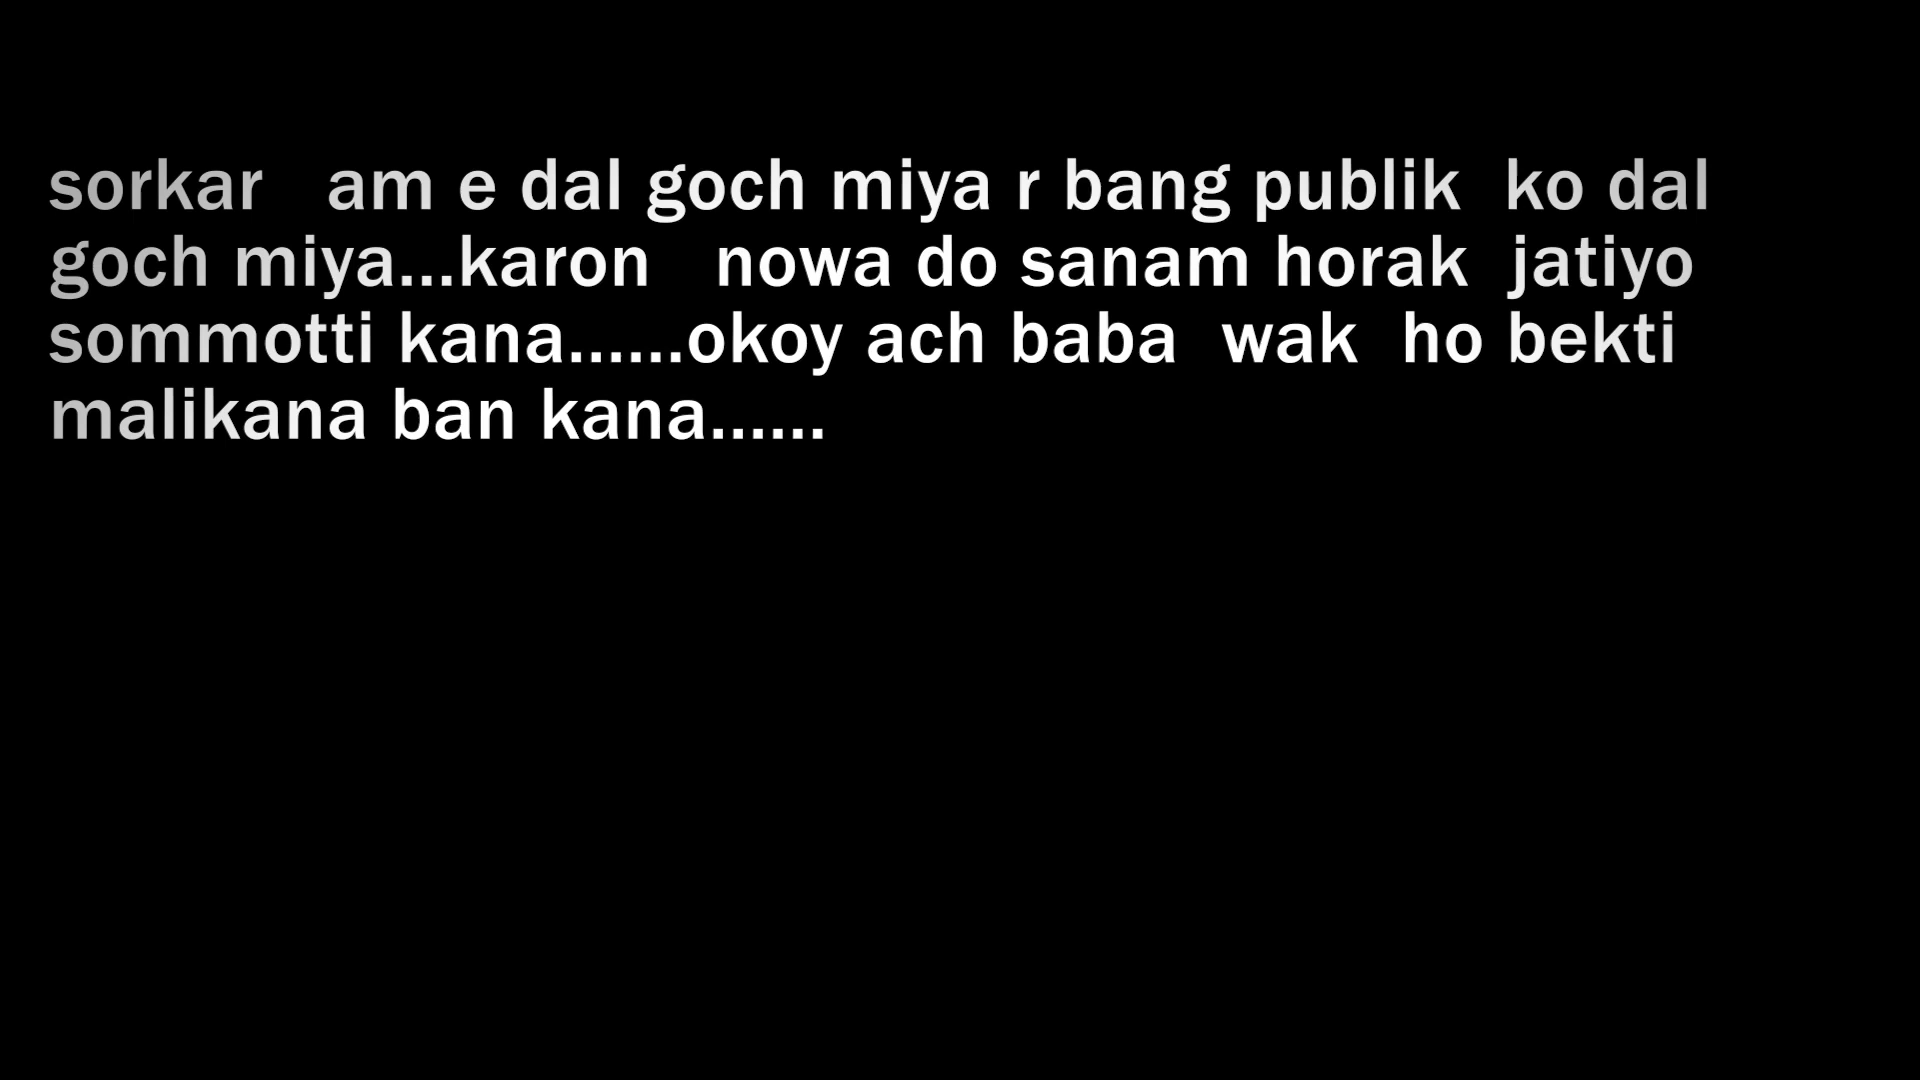 sorkar am e dal goch miya r bang publik ko dal
goch miya...karon nowa do sanam horak jatiyo
sommotti kana......okoy ach baba wak ho bekti
malikana ban kana......